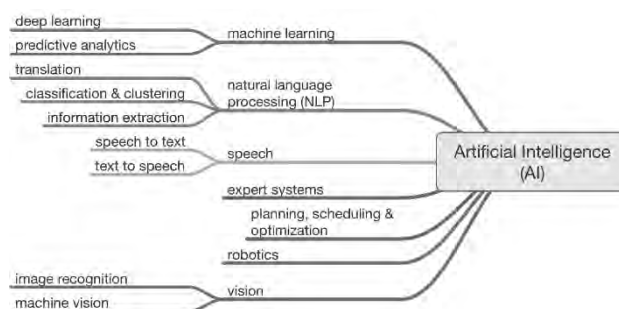 deep learning
predictive analytics
machine learning
translation
classification & clustering
information extraction
natural language
processing (NLP)
speech to text
text to speech
speech
expert systems
planning, scheduling &
optimization
robotics
image recognition
machine vision
vision
Artificial Intelligence
(AI)